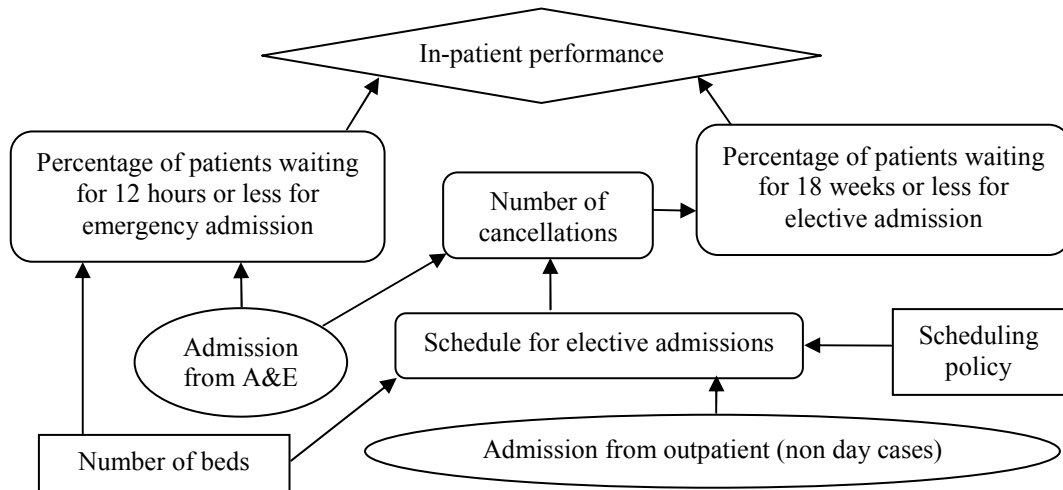 In-patient performance
Percentage of patients waiting
for 12 hours or less for
emergency admission
Percentage of patients waiting
for 18 weeks or less for
elective admission
Number of
cancellations
Admission
from A&E
Schedule for elective admissions
Scheduling
policy
Number of beds
Admission from outpatient (non day cases)